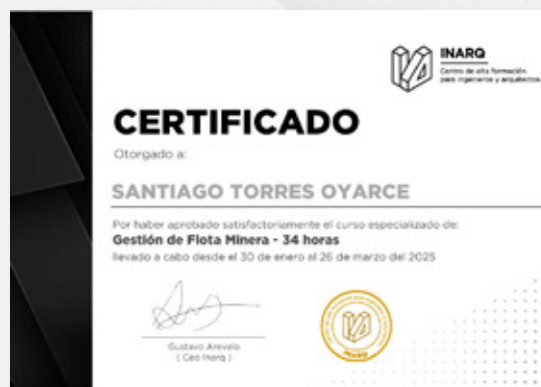 INARQ
Centro de alta formación
para ingenieros y arquitectos
CERTIFICADO
Otorgado a:
SANTIAGO TORRES OYARCE
Por haber aprobado satisfactoriamente el curso especializado de:
Gestión de Flota Minera - 34 horas
llevado a cabo desde el 30 de enero al 26 de marzo del 2025
Gustavo Arevalo
( Ceo Inarq )
INARQ